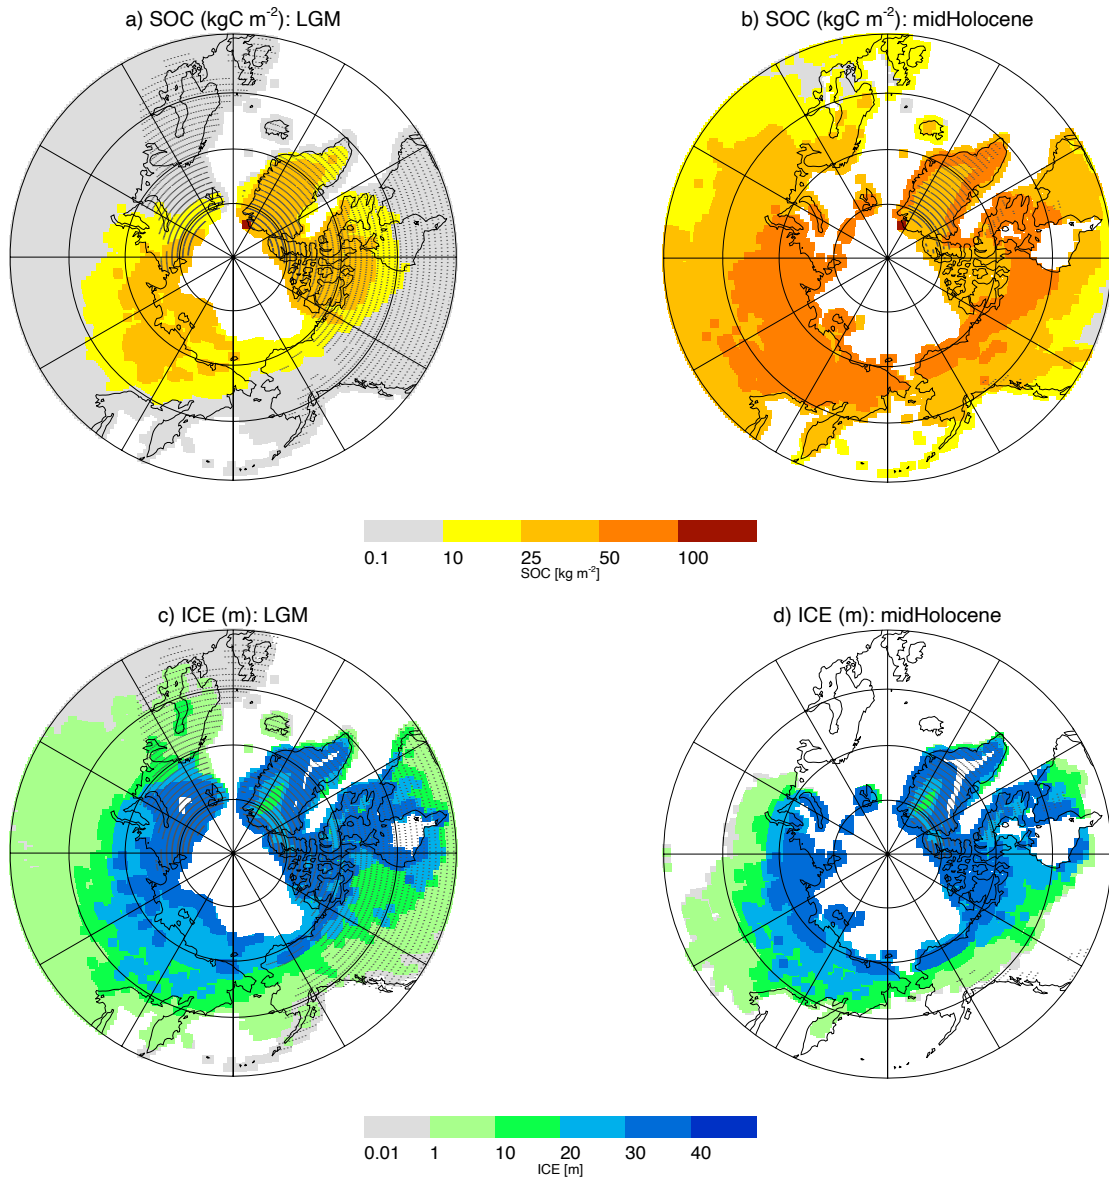 a) SOC (kgC m⁻²): LGM
b) SOC (kgC m⁻²): midHolocene
0.1 10 25 50 100
SOC [kg m⁻²]
c) ICE (m): LGM
d) ICE (m): midHolocene
0.01 1 10 20 30 40
ICE [m]